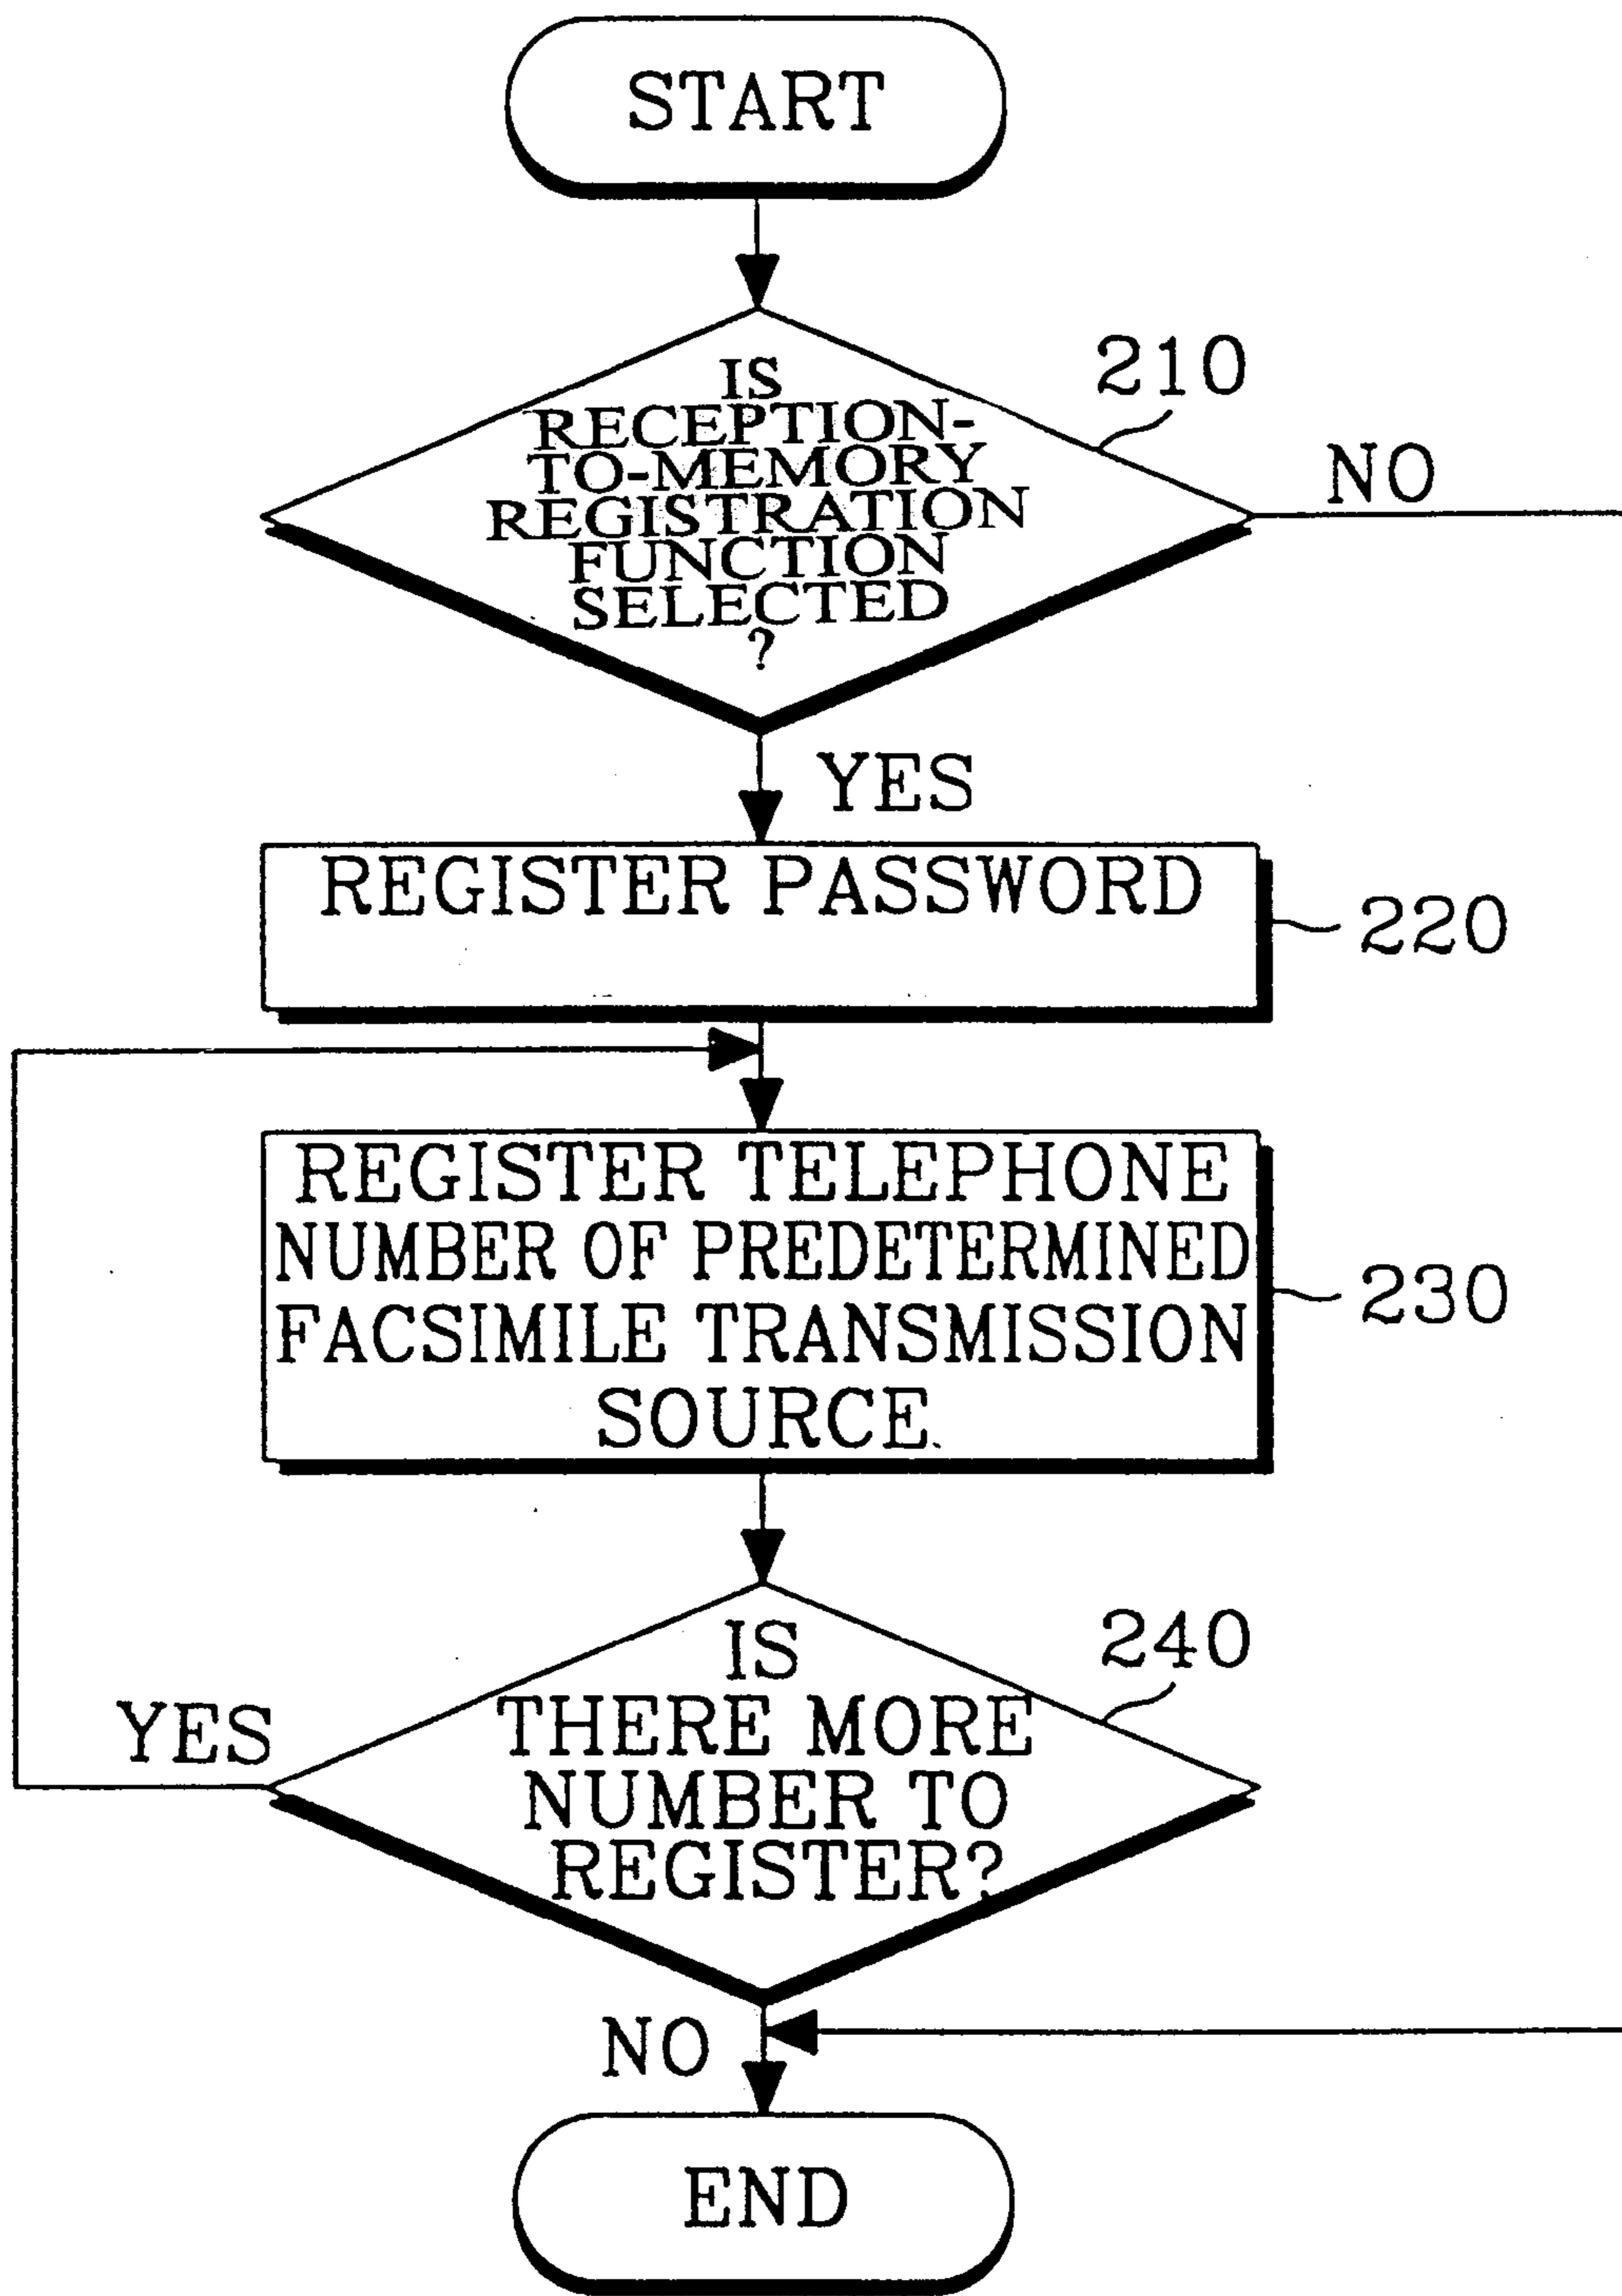 START
IS
RECEPTION-
TO-MEMORY
REGISTRATION
FUNCTION
SELECTED
?
210
NO
YES
REGISTER PASSWORD
220
REGISTER TELEPHONE
NUMBER OF PREDETERMINED
FACSIMILE TRANSMISSION
SOURCE
230
IS
THERE MORE
NUMBER TO
REGISTER?
240
YES
NO
END